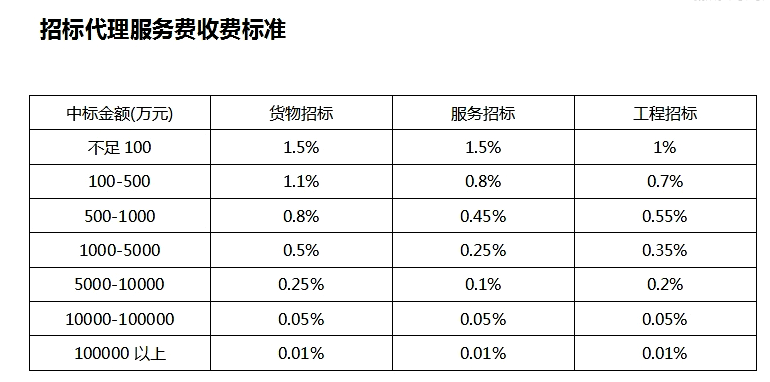 招标代理服务费收费标准
中标金额(万元) 货物招标 服务招标 工程招标
不足 100 1.5% 1.5% 1%
100-500 1.1% 0.8% 0.7%
500-1000 0.8% 0.45% 0.55%
1000-5000 0.5% 0.25% 0.35%
5000-10000 0.25% 0.1% 0.2%
10000-100000 0.05% 0.05% 0.05%
100000 以上 0.01% 0.01% 0.01%